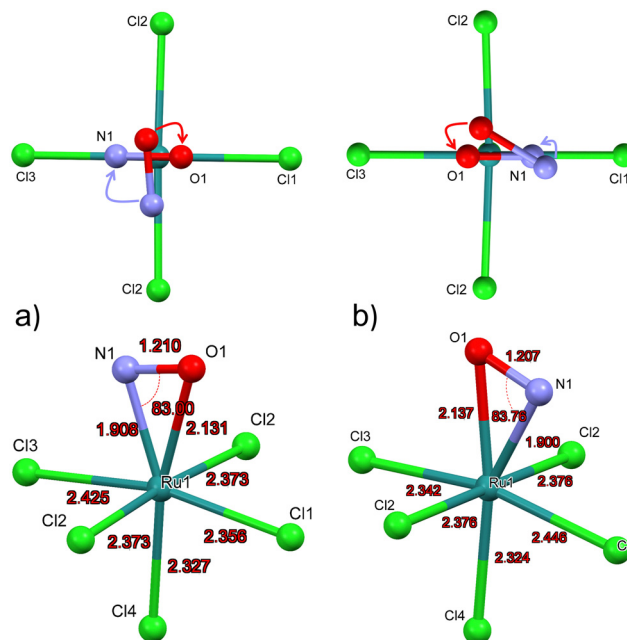 Cl2
Cl2
N1
Cl3
O1
Cl1
Cl3
O1
N1
Cl1
Cl2
Cl2
a)
b)
N1
1.210
O1
83.00
1.908
2.131
Cl2
Cl3
2.373
Ru1
2.425
Cl2
2.373
2.356
Cl1
2.327
Cl4
O1
1.207
N1
2.137
83.76
1.900
Cl2
Cl3
2.376
Ru1
2.342
Cl2
2.376
2.446
C
2.324
Cl4